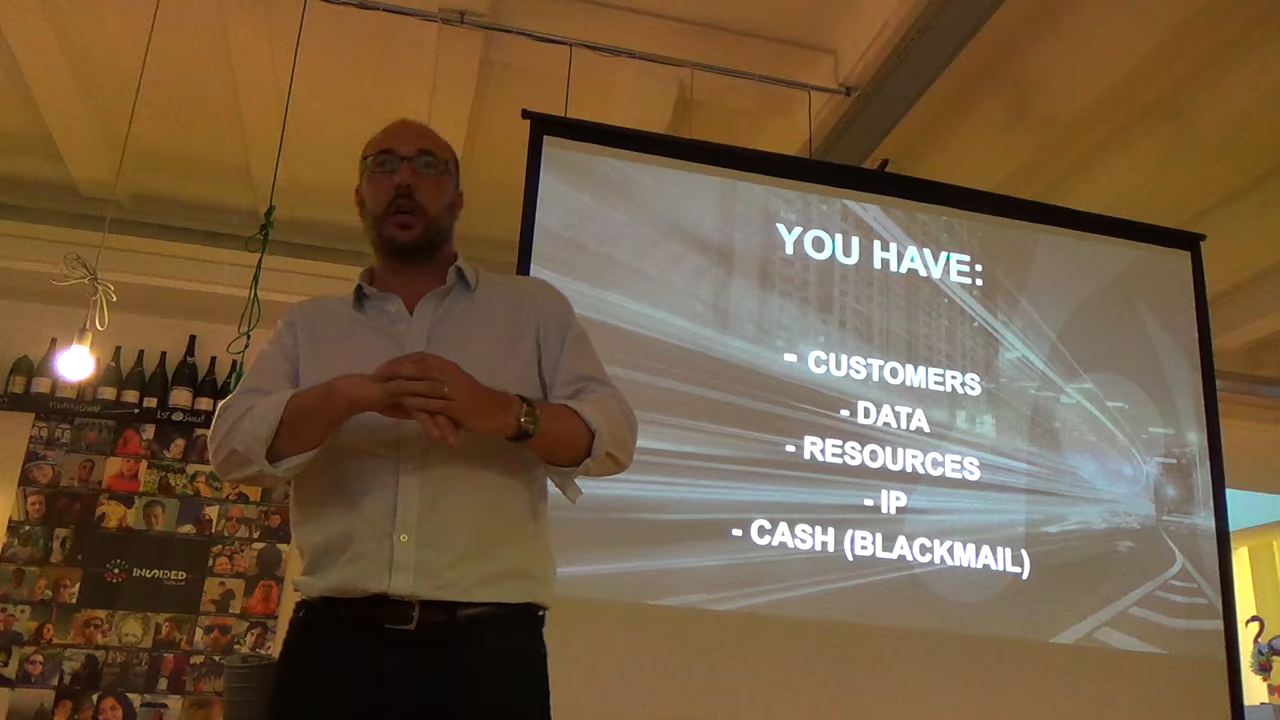 YOU HAVE:
- CUSTOMERS
- DATA
- RESOURCES
- IP
- CASH (BLACKMAIL)
INSIDED